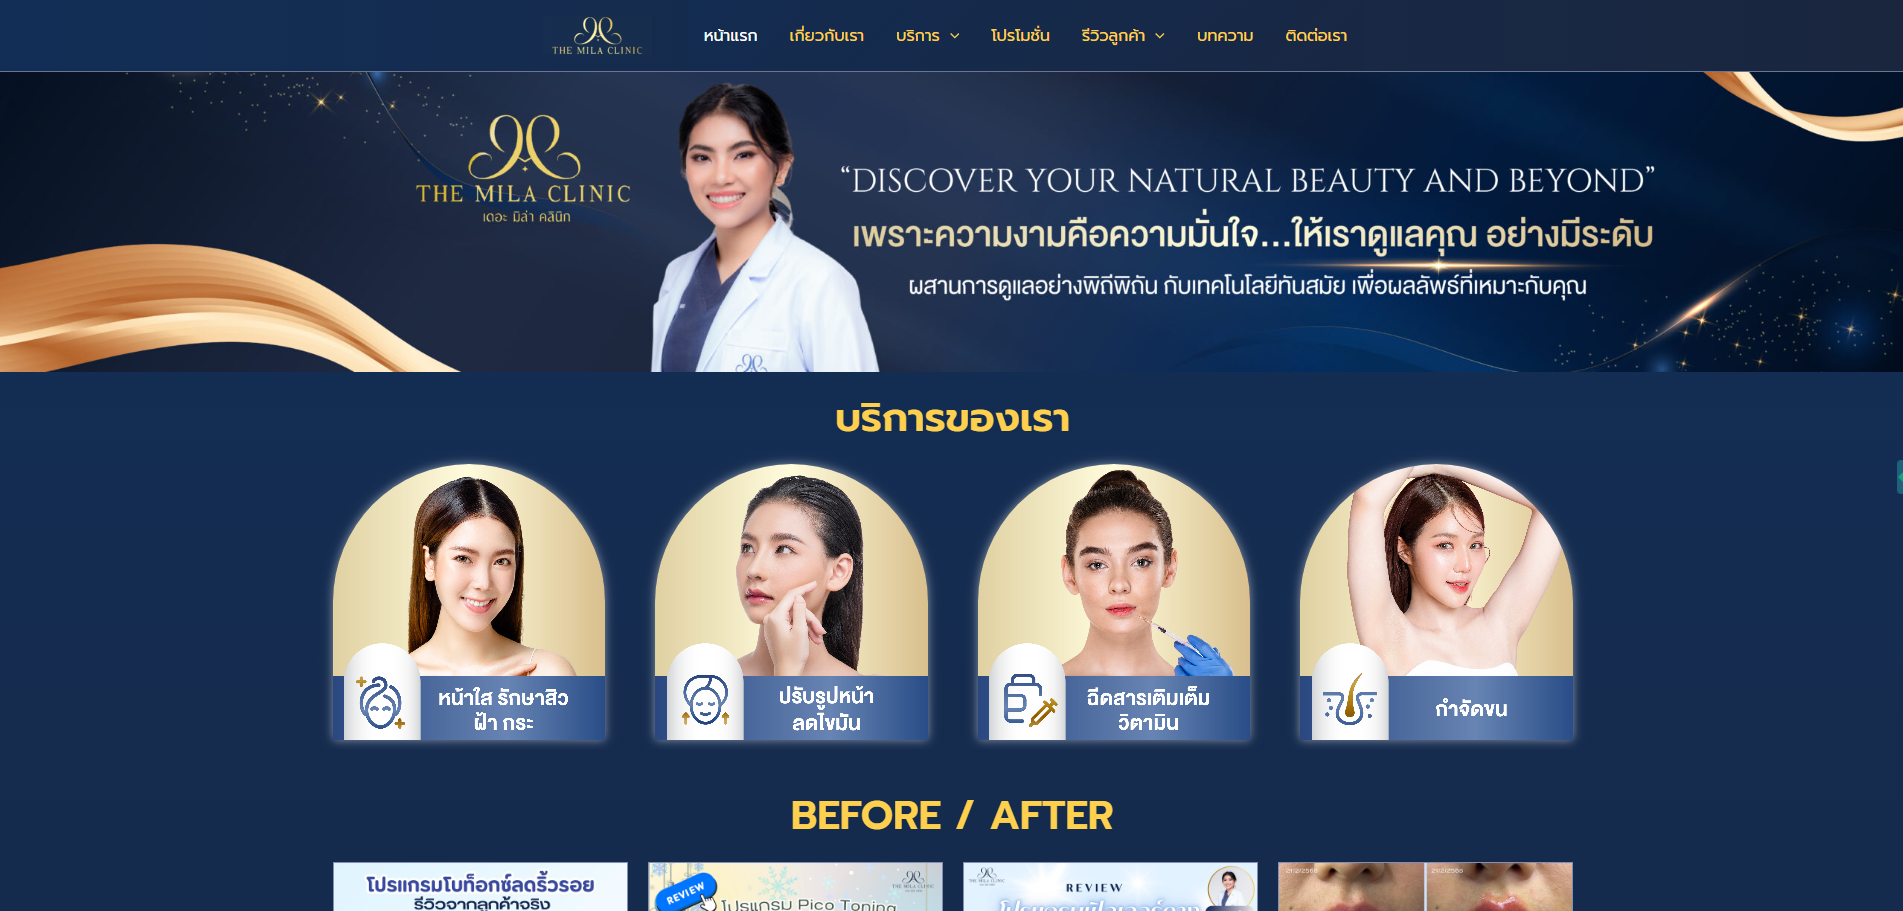 THE MILA CLINIC
หน้าแรก เกี่ยวกับเรา บริการ โปรโมชั่น รีวิวลูกค้า บทความ ติดต่อเรา
THE MILA CLINIC
เดอะ มิล่า คลินิก
“DISCOVER YOUR NATURAL BEAUTY AND BEYOND”
เพราะความงามคือความมั่นใจ...ให้เราดูแลคุณ อย่างมีระดับ
ผสานการดูแลอย่างพิถีพิถัน กับเทคโนโลยีทันสมัย เพื่อผลลัพธ์ที่เหมาะกับคุณ
บริการของเรา
หน้าใส รักษาสิว
ฝ้า กระ
ปรับรูปหน้า
ลดไขมัน
ฉีดสารเติมเต็ม
วิตามิน
กำจัดขน
BEFORE / AFTER
โปรแกรมโบท็อกซ์ลดริ้วรอย
รีวิวจากลูกค้าจริง
REVIEW
THE MILA CLINIC
โปรแกรม Pico Toning
THE MILA CLINIC
REVIEW